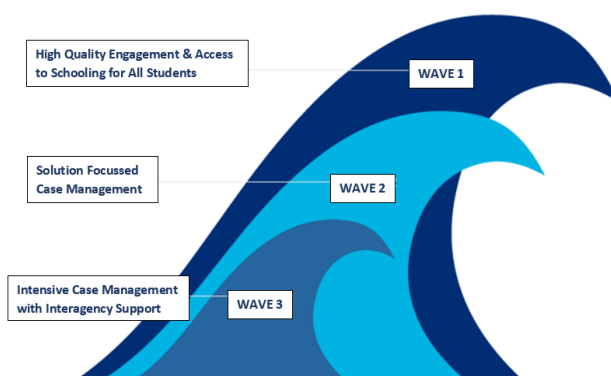 High Quality Engagement & Access
to Schooling for All Students
WAVE 1
Solution Focussed
Case Management
WAVE 2
Intensive Case Management
with Interagency Support
WAVE 3